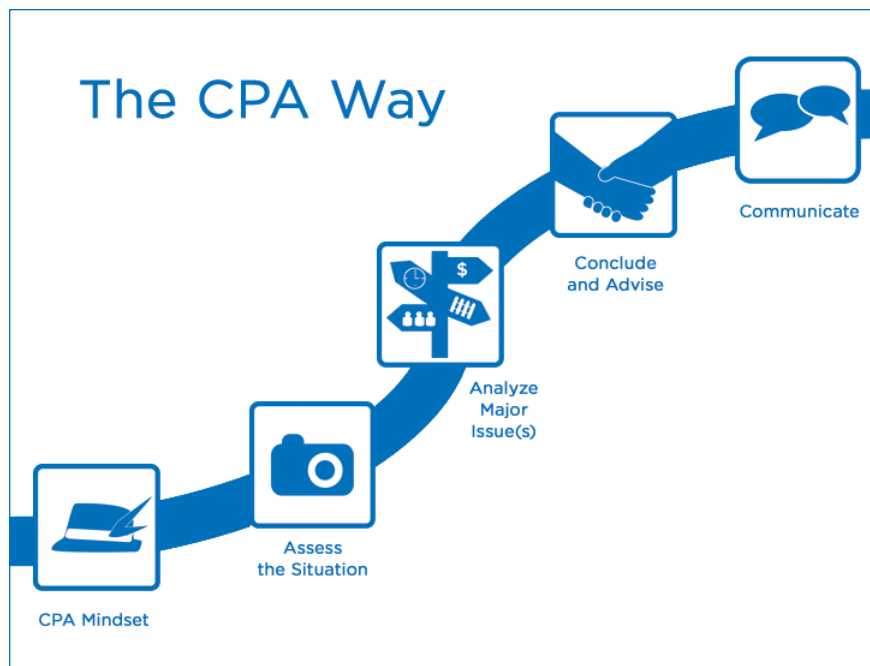 The CPA Way
CPA Mindset
Assess
the Situation
$
Analyze
Major
Issue(s)
Conclude
and Advise
Communicate